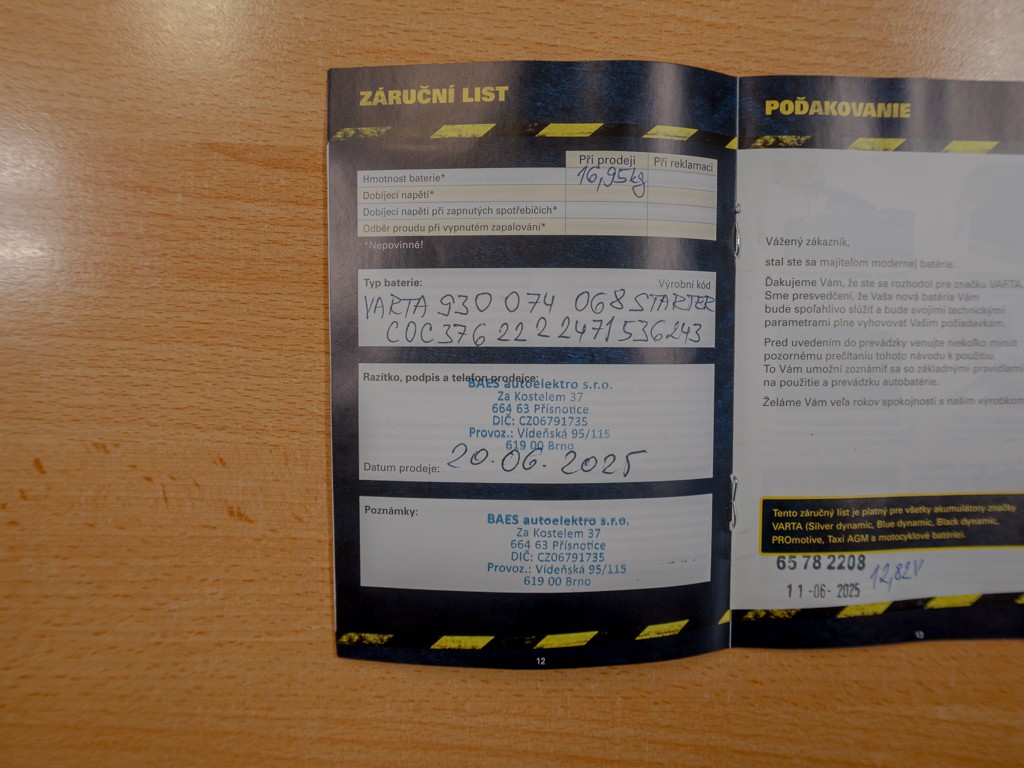 ZÁRUČNÍ LIST
Při prodeji Při reklamaci
Hmotnost baterie* 16,95kg
Dobíjecí napětí*
Dobíjecí napětí při zapnutých spotřebičích*
Odběr proudu při vypnutém zapalování*
*Nepovinné!
Typ baterie: Výrobní kód
VARTA 930 074 068 STARTER
C0C376 22 2 2471536243
Razítko, podpis a telefon prodejce:
BAES autoelektro s.r.o.
Za Kostelem 37
664 63 Přísnotice
DIČ: CZ06791735
Provoz.: Vídeňská 95/115
619 00 Brno
Datum prodeje: 20.06.2025
Poznámky:
BAES autoelektro s.r.o.
Za Kostelem 37
664 63 Přísnotice
DIČ: CZ06791735
Provoz.: Vídeňská 95/115
619 00 Brno
12
POĎAKOVANIE
Vážený zákazník,
stal ste sa majiteľom modernej batérie.
Ďakujeme Vám, že ste sa rozhodol pre značku VARTA.
Sme presvedčení, že Vaša nová batéria Vám
bude spoľahlivo slúžiť a bude svojimi technickými
parametrami plne vyhovovať Vašim požiadavkám.
Pred uvedením do prevádzky venujte niekoľko minút
pozornému prečítaniu tohoto návodu k použitiu.
To Vám umožní zoznámiť sa so základnými pravidlami
na použitie a prevádzku autobatérie.
Želáme Vám veľa rokov spokojnosti s našim výrobkom
Tento záručný list je platný pre všetky akumulátory značky
VARTA (Silver dynamic, Blue dynamic, Black dynamic,
PROmotive, Taxi AGM a motocyklové batérie).
65 78 2208
11-06-2025 12,82V
13